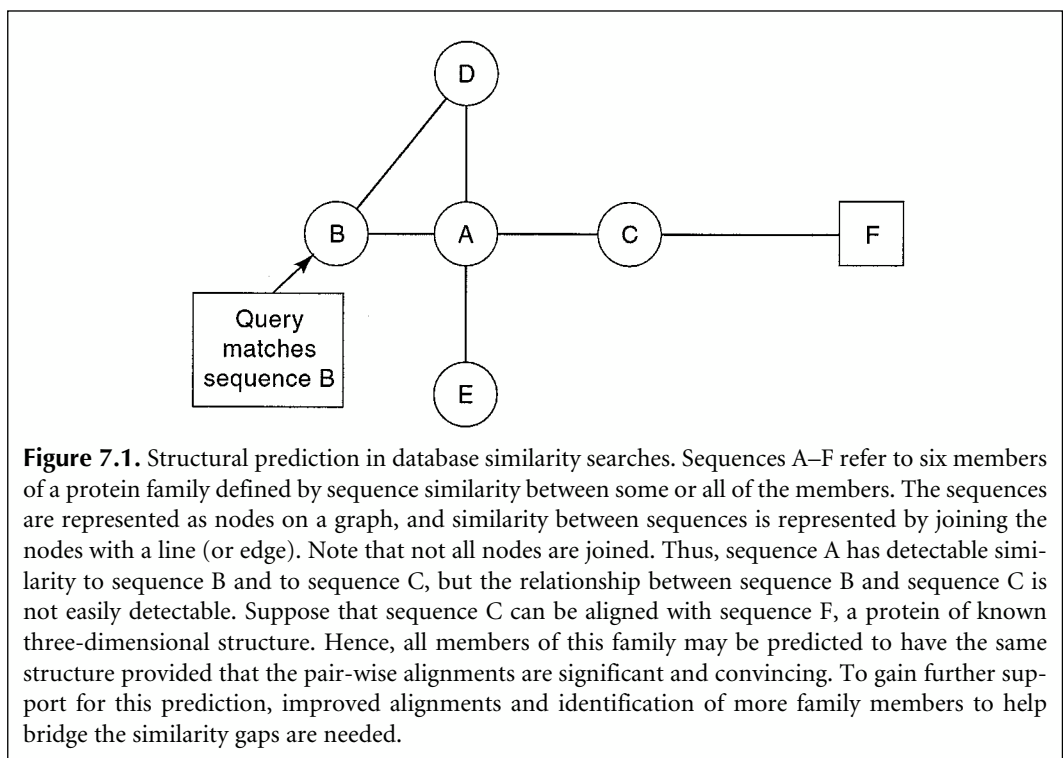 D
B
A
C
F
Query
matches
sequence B
E
Figure 7.1. Structural prediction in database similarity searches. Sequences A–F refer to six members
of a protein family defined by sequence similarity between some or all of the members. The sequences
are represented as nodes on a graph, and similarity between sequences is represented by joining the
nodes with a line (or edge). Note that not all nodes are joined. Thus, sequence A has detectable simi-
larity to sequence B and to sequence C, but the relationship between sequence B and sequence C is
not easily detectable. Suppose that sequence C can be aligned with sequence F, a protein of known
three-dimensional structure. Hence, all members of this family may be predicted to have the same
structure provided that the pair-wise alignments are significant and convincing. To gain further sup-
port for this prediction, improved alignments and identification of more family members to help
bridge the similarity gaps are needed.